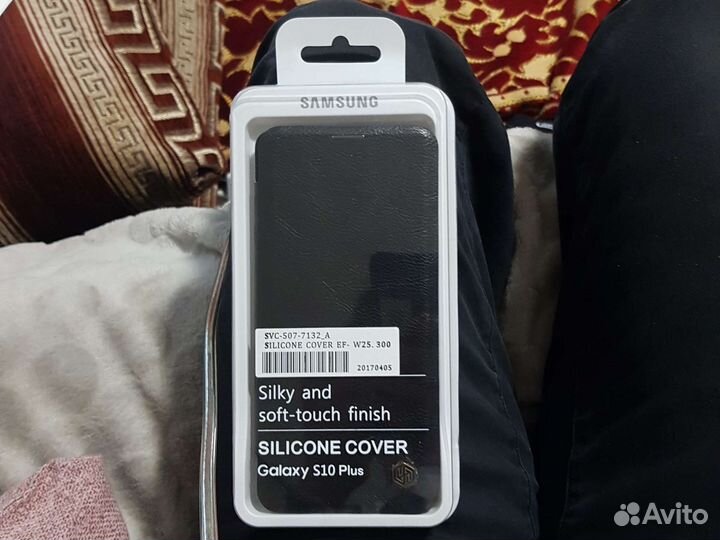 SAMSUNG
SVC-507-7132_A
SILICONE COVER EF- W25.300
20170405
Silky and
soft-touch finish
SILICONE COVER
Galaxy S10 Plus
Avito